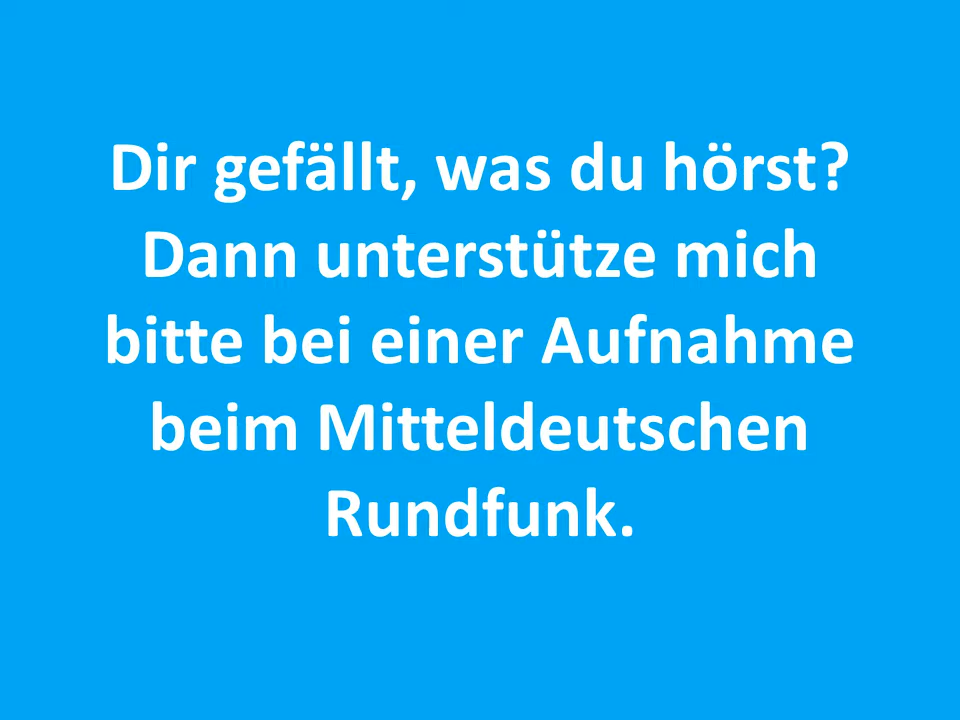 Dir gefällt, was du hörst?
Dann unterstütze mich
bitte bei einer Aufnahme
beim Mitteldeutschen
Rundfunk.